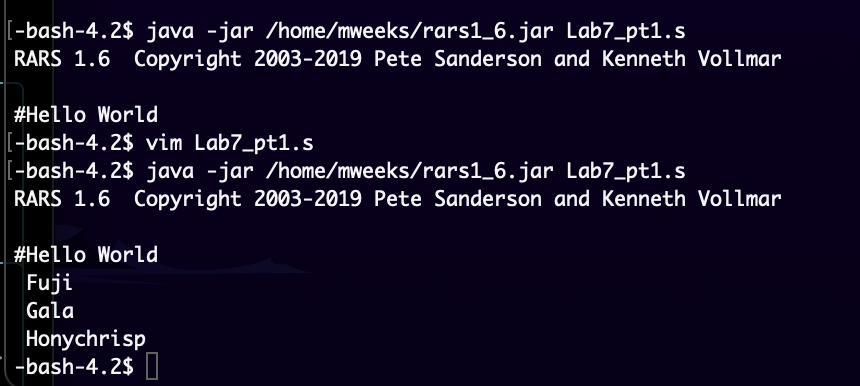 [-bash-4.2$ java -jar /home/mweeks/rars1_6.jar Lab7_pt1.s
RARS 1.6  Copyright 2003-2019 Pete Sanderson and Kenneth Vollmar
#Hello World
[-bash-4.2$ vim Lab7_pt1.s
[-bash-4.2$ java -jar /home/mweeks/rars1_6.jar Lab7_pt1.s
RARS 1.6  Copyright 2003-2019 Pete Sanderson and Kenneth Vollmar
#Hello World
Fuji
Gala
Honychrisp
-bash-4.2$